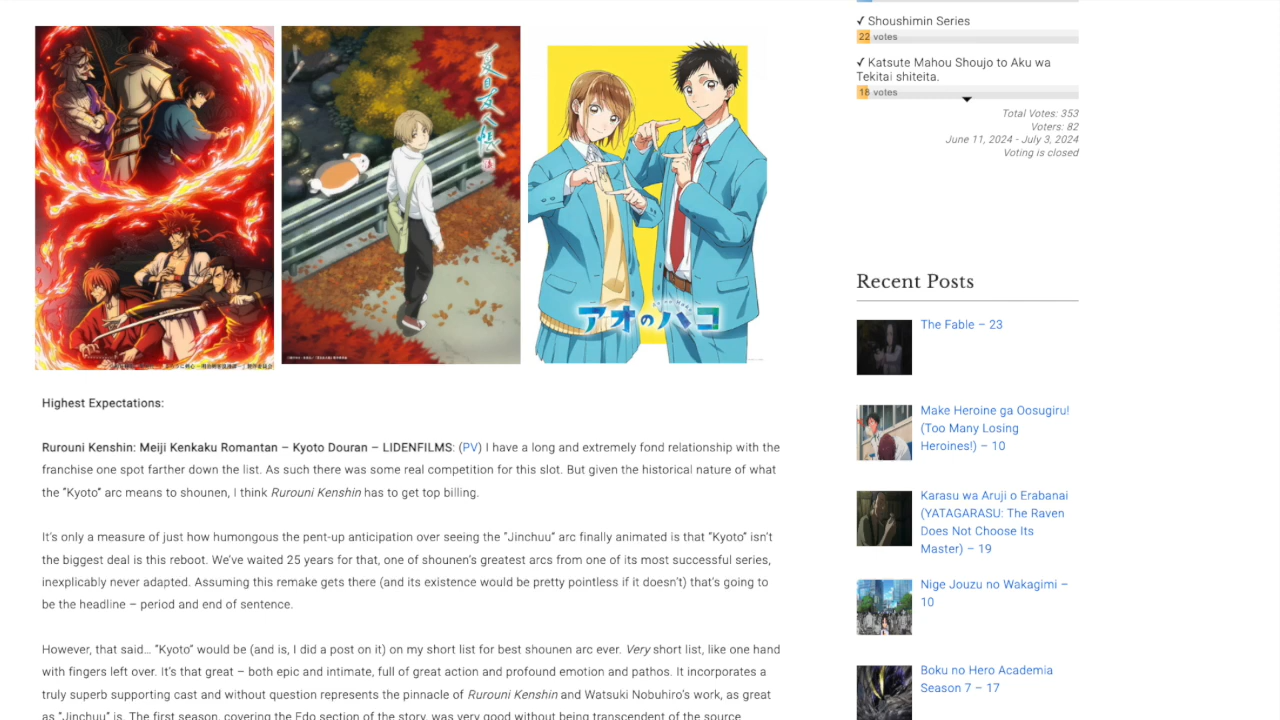 夏目友人帳
漆
アオのハコ
Highest Expectations:
Rurouni Kenshin: Meiji Kenkaku Romantan – Kyoto Douran – LIDENFILMS: (PV) I have a long and extremely fond relationship with the
franchise one spot farther down the list. As such there was some real competition for this slot. But given the historical nature of what
the “Kyoto” arc means to shounen, I think Rurouni Kenshin has to get top billing.
It’s only a measure of just how humongous the pent-up anticipation over seeing the “Jinchuu” arc finally animated is that “Kyoto” isn’t
the biggest deal is this reboot. We’ve waited 25 years for that, one of shounen’s greatest arcs from one of its most successful series,
inexplicably never adapted. Assuming this remake gets there (and its existence would be pretty pointless if it doesn’t) that’s going to
be the headline – period and end of sentence.
However, that said… “Kyoto” would be (and is, I did a post on it) on my short list for best shounen arc ever. Very short list, like one hand
with fingers left over. It’s that great – both epic and intimate, full of great action and profound emotion and pathos. It incorporates a
truly superb supporting cast and without question represents the pinnacle of Rurouni Kenshin and Watsuki Nobuhiro’s work, as great
as “Jinchuu” is. The first season, covering the Edo section of the story, was very good without being transcendent of the source
✓ Shoushimin Series
22 votes
✓ Katsute Mahou Shoujo to Aku wa
Tekitai shiteita.
18 votes
Total Votes: 353
Voters: 82
June 11, 2024 - July 3, 2024
Voting is closed
Recent Posts
The Fable – 23
Make Heroine ga Oosugiru!
(Too Many Losing
Heroines!) – 10
Karasu wa Aruji o Erabanai
(YATAGARASU: The Raven
Does Not Choose Its
Master) – 19
Nige Jouzu no Wakagimi –
10
Boku no Hero Academia
Season 7 – 17